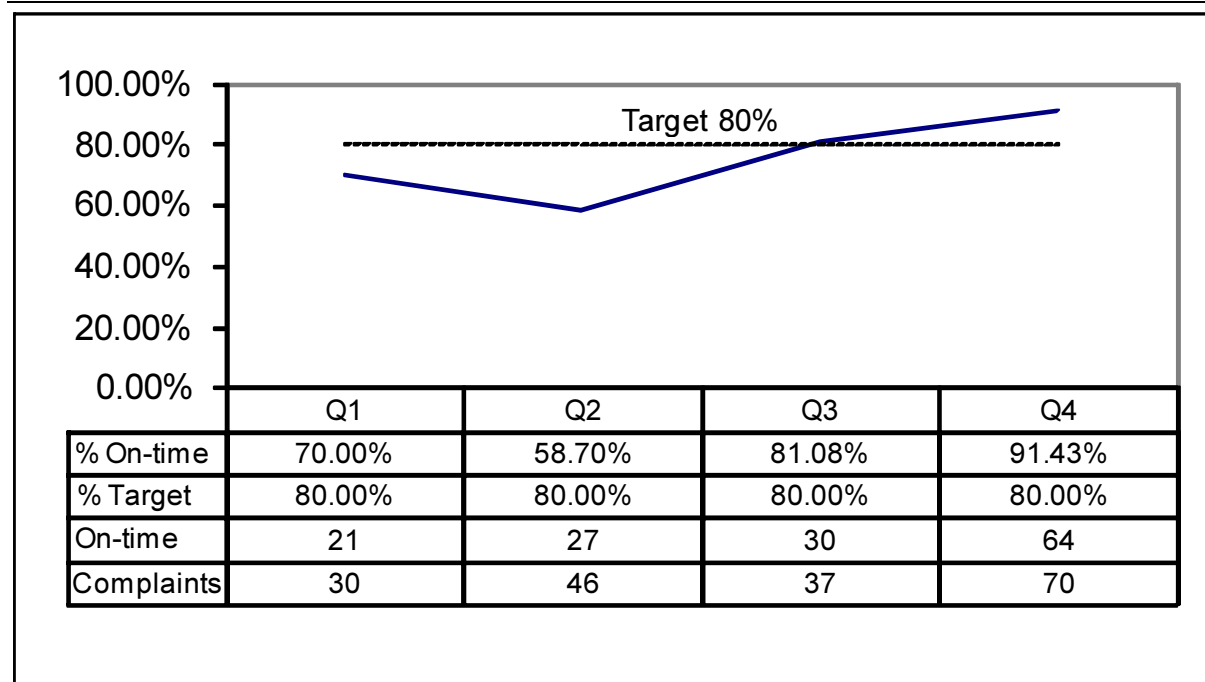 100.00%
Target 80%
80.00%
60.00%
40.00%
20.00%
0.00%
Q1 Q2 Q3 Q4
% On-time 70.00% 58.70% 81.08% 91.43%
% Target 80.00% 80.00% 80.00% 80.00%
On-time 21 27 30 64
Complaints 30 46 37 70